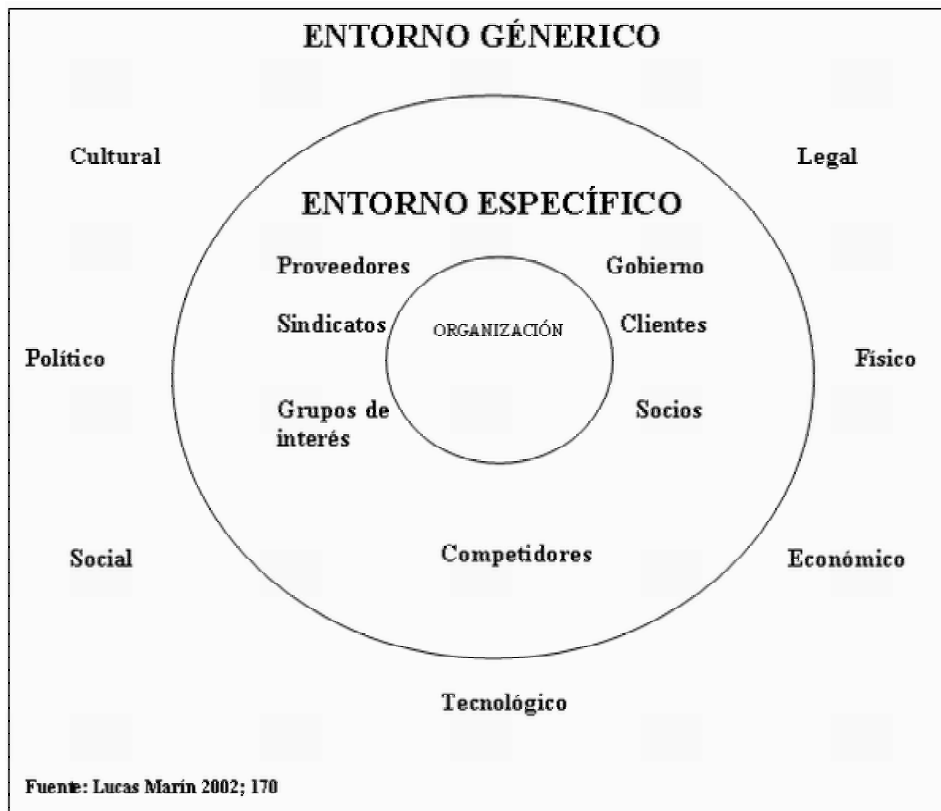 ENTORNO GÉNERICO
Cultural
Legal
ENTORNO ESPECÍFICO
Proveedores
Gobierno
Sindicatos
ORGANIZACIÓN
Clientes
Político
Físico
Grupos de
interés
Socios
Social
Competidores
Económico
Tecnológico
Fuente: Lucas Marín 2002; 170